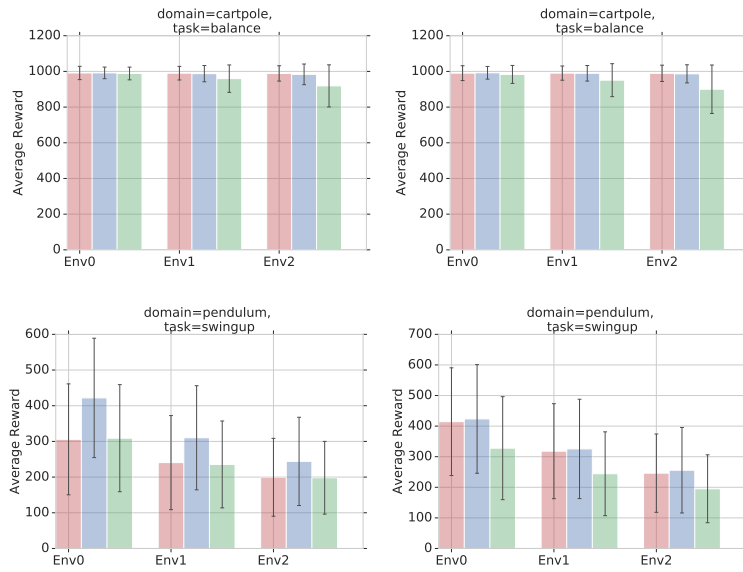 domain=cartpole,
task=balance
1200
1000
800
600
400
200
0
Average Reward
Env0
Env1
Env2
domain=cartpole,
task=balance
1200
1000
800
600
400
200
0
Average Reward
Env0
Env1
Env2
domain=pendulum,
task=swingup
600
500
400
300
200
100
0
Average Reward
Env0
Env1
Env2
domain=pendulum,
task=swingup
700
600
500
400
300
200
100
0
Average Reward
Env0
Env1
Env2